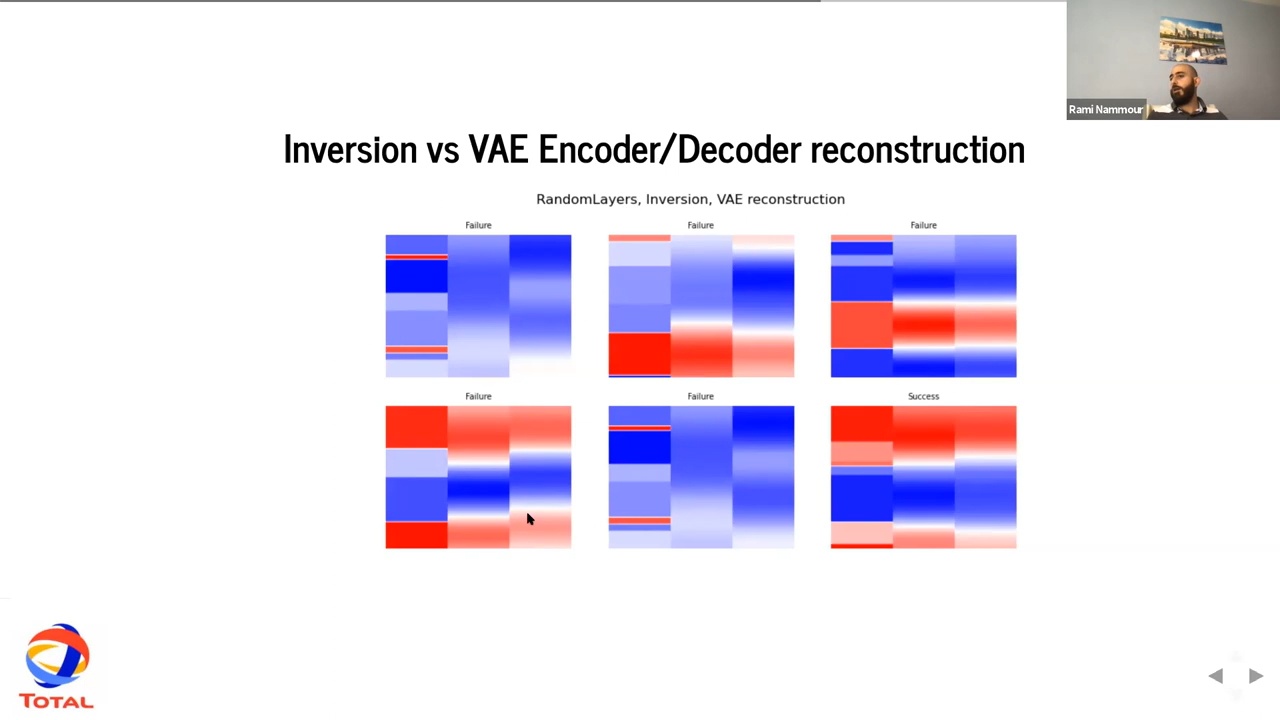 Rami Nammour
Inversion vs VAE Encoder/Decoder reconstruction
RandomLayers, Inversion, VAE reconstruction
Failure
Failure
Failure
Failure
Failure
Success
TOTAL